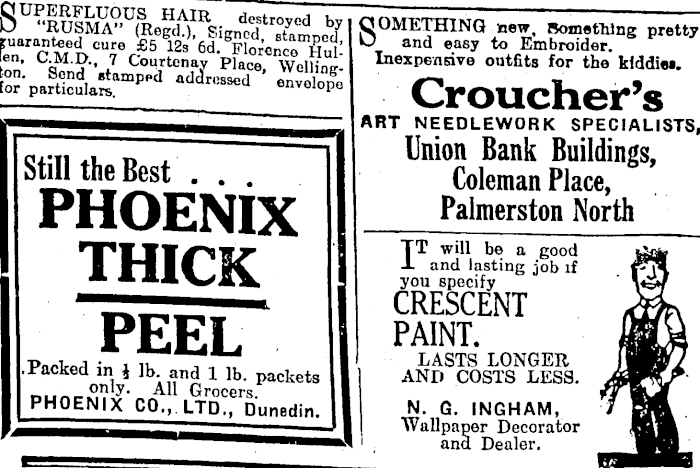 SUPERFLUOUS HAIR destroyed by
"RUSMA" (Regd.), Signed, stamped,
guaranteed cure £5 12s 6d. Florence Hul-
len, C.M.D., 7 Courtenay Place, Welling-
ton. Send stamped addressed envelope
for particulars.
Still the Best . . .
PHOENIX
THICK
PEEL
Packed in ½ lb. and 1 lb. packets
only. All Grocers.
PHOENIX CO., LTD., Dunedin.
SOMETHING new, Something pretty
and easy to Embroider.
Inexpensive outfits for the kiddies.
Croucher's
ART NEEDLEWORK SPECIALISTS,
Union Bank Buildings,
Coleman Place,
Palmerston North
IT will be a good
and lasting job if
you specify
CRESCENT
PAINT.
LASTS LONGER
AND COSTS LESS.
N. G. INGHAM,
Wallpaper Decorator
and Dealer.